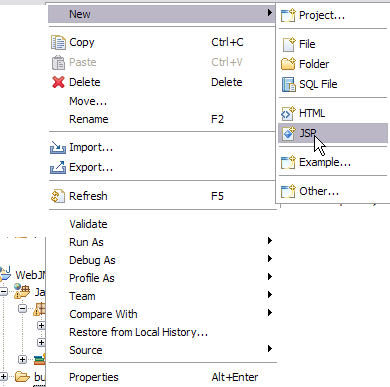 New
Copy Ctrl+C
Paste Ctrl+V
Delete Delete
Move...
Rename F2
Import...
Export...
Refresh F5
Validate
Run As
Debug As
Profile As
Team
Compare With
Restore from Local History...
Source
Properties Alt+Enter
Project...
File
Folder
SQL File
HTML
JSP
Example...
Other...
WebJM
Ja
bu